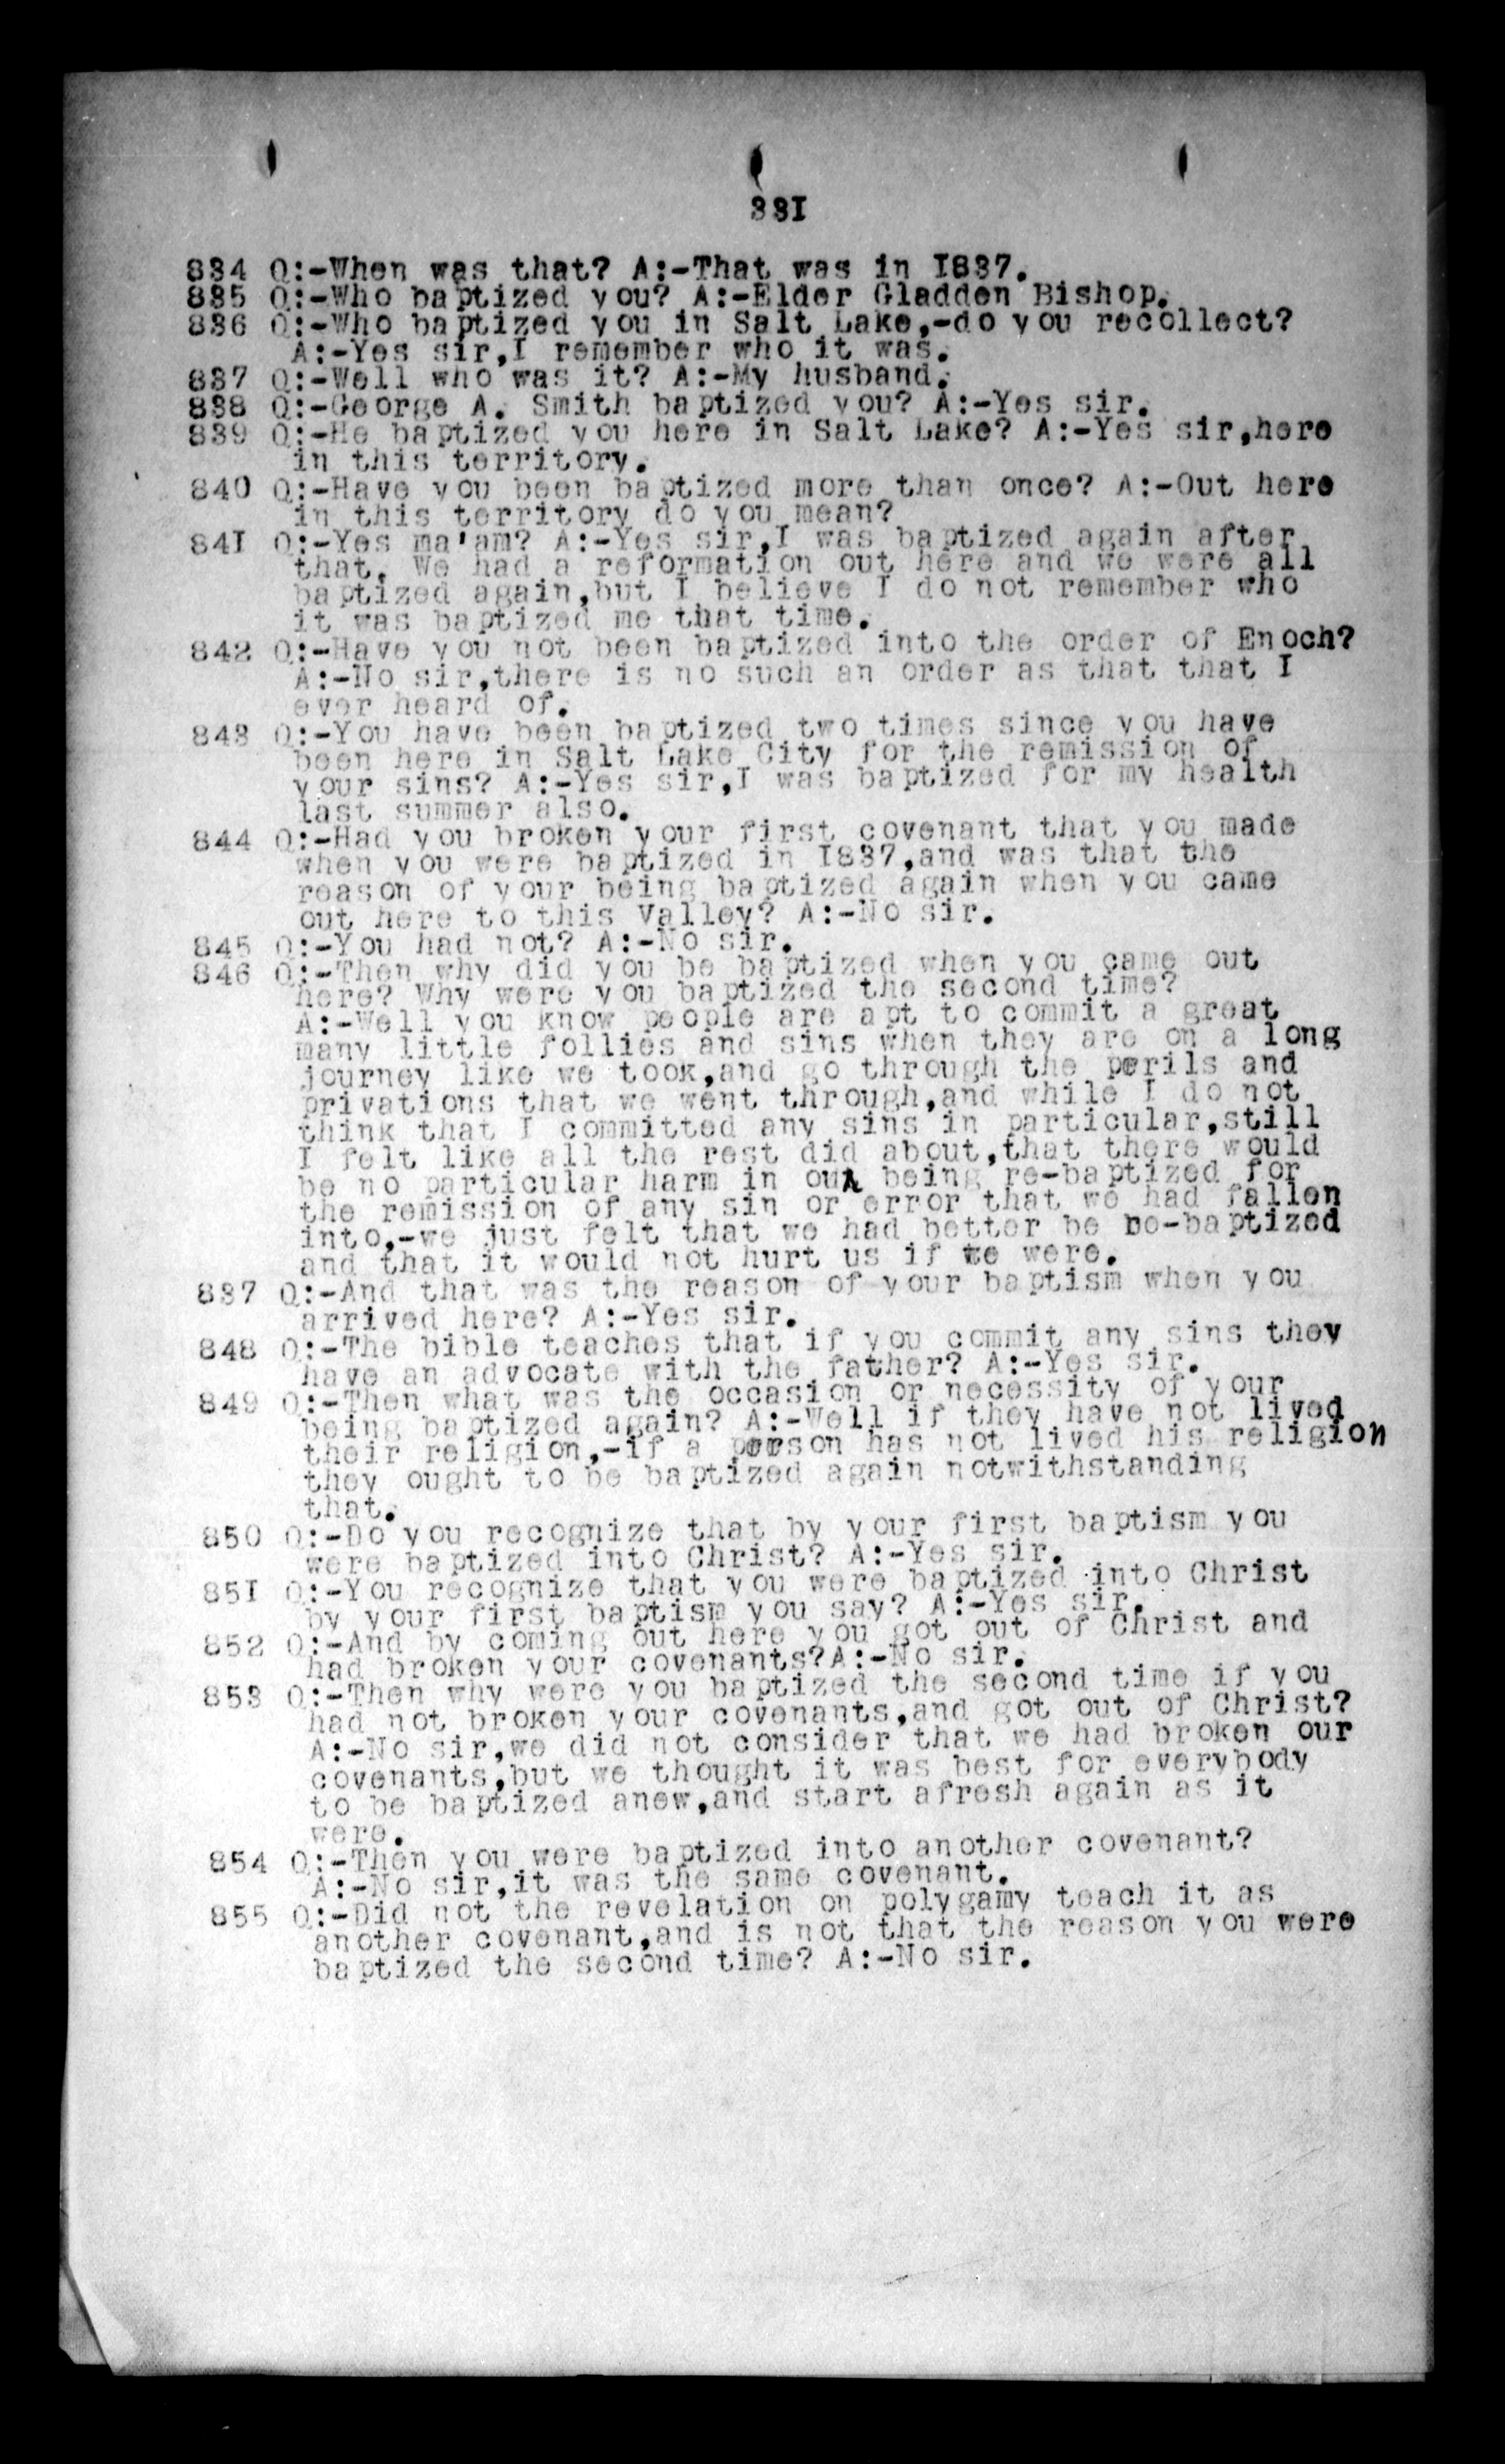 33I
834 Q:-When was that? A:-That was in I837.
835 Q:-Who baptized you? A:-Elder Gladden Bishop.
836 Q:-Who baptized you in Salt Lake,-do you recollect?
A:-Yes sir,I remember who it was.
837 Q:-Well who was it? A:-My husband.
838 Q:-George A. Smith baptized you? A:-Yes sir.
839 Q:-He baptized you here in Salt Lake? A:-Yes sir,here
in this territory.
840 Q:-Have you been baptized more than once? A:-Out here
in this territory do you mean?
84I Q:-Yes ma'am? A:-Yes sir,I was baptized again after
that. We had a reformation out here and we were all
baptized again,but I believe I do not remember who
it was baptized me that time.
842 Q:-Have you not been baptized into the order of Enoch?
A:-No sir,there is no such an order as that that I
ever heard of.
843 Q:-You have been baptized two times since you have
been here in Salt Lake City for the remission of
your sins? A:-Yes sir,I was baptized for my health
last summer also.
844 Q:-Had you broken your first covenant that you made
when you were baptized in I837,and was that the
reason of your being baptized again when you came
out here to this Valley? A:-No sir.
845 Q:-You had not? A:-No sir.
846 Q:-Then why did you be baptized when you came out
here? Why were you baptized the second time?
A:-Well you know people are apt to commit a great
many little follies and sins when they are on a long
journey like we took,and go through the perils and
privations that we went through,and while I do not
think that I committed any sins in particular,still
I felt like all the rest did about,that there would
be no particular harm in our being re-baptized for
the remission of any sin or error that we had fallen
into,-we just felt that we had better be re-baptized
and that it would not hurt us if we were.
837 Q:-And that was the reason of your baptism when you
arrived here? A:-Yes sir.
848 Q:-The bible teaches that if you commit any sins they
have an advocate with the father? A:-Yes sir.
849 Q:-Then what was the occasion or necessity of your
being baptized again? A:-Well if they have not lived
their religion,-if a person has not lived his religion
they ought to be baptized again notwithstanding
that.
850 Q:-Do you recognize that by your first baptism you
were baptized into Christ? A:-Yes sir.
85I Q:-You recognize that you were baptized into Christ
by your first baptism you say? A:-Yes sir.
852 Q:-And by coming out here you got out of Christ and
had broken your covenants?A:-No sir.
853 Q:-Then why were you baptized the second time if you
had not broken your covenants,and got out of Christ?
A:-No sir,we did not consider that we had broken our
covenants,but we thought it was best for everybody
to be baptized anew,and start afresh again as it
were.
854 Q:-Then you were baptized into another covenant?
A:-No sir,it was the same covenant.
855 Q:-Did not the revelation on polygamy teach it as
another covenant,and is not that the reason you were
baptized the second time? A:-No sir.